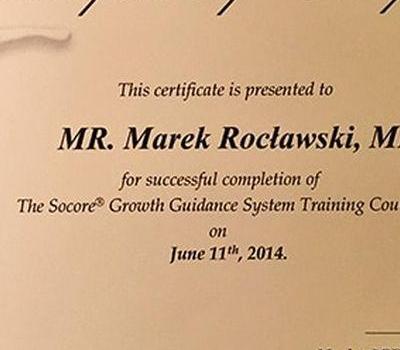 This certificate is presented to
MR. Marek Rocławski, M
for successful completion of
The Socore® Growth Guidance System Training Cou
on
June 11th, 2014.